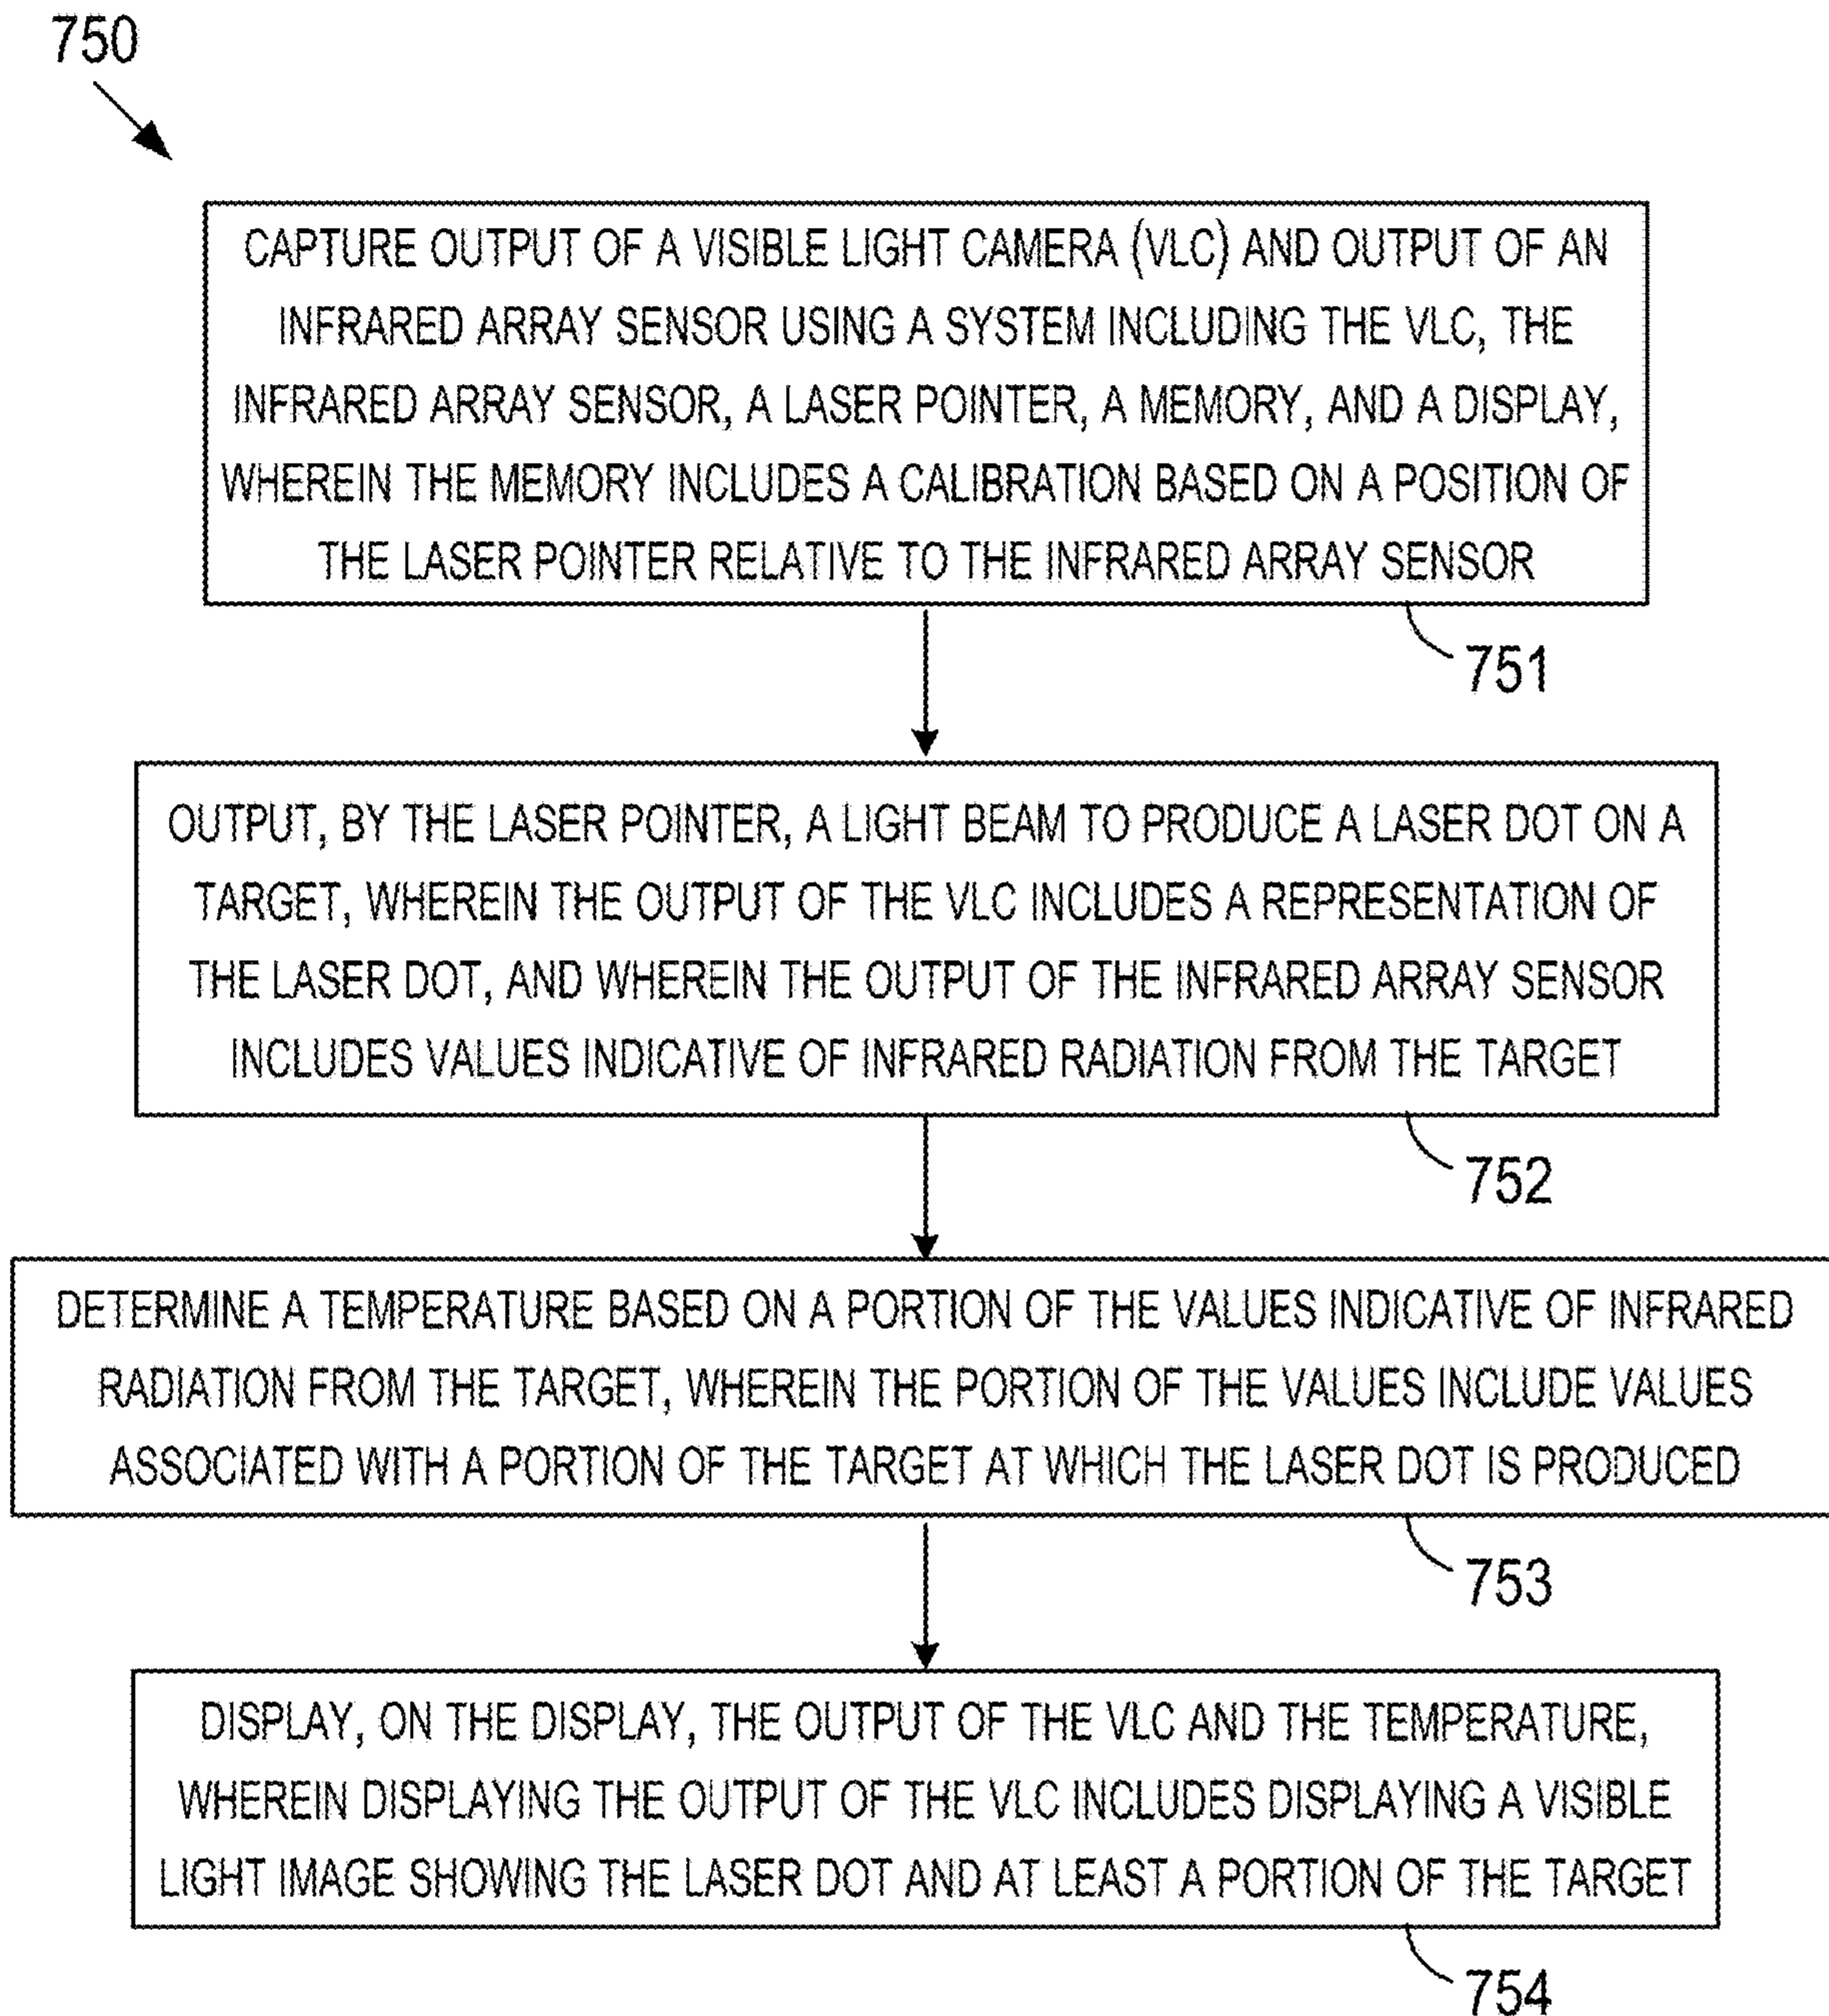 750
CAPTURE OUTPUT OF A VISIBLE LIGHT CAMERA (VLC) AND OUTPUT OF AN
INFRARED ARRAY SENSOR USING A SYSTEM INCLUDING THE VLC, THE
INFRARED ARRAY SENSOR, A LASER POINTER, A MEMORY, AND A DISPLAY,
WHEREIN THE MEMORY INCLUDES A CALIBRATION BASED ON A POSITION OF
THE LASER POINTER RELATIVE TO THE INFRARED ARRAY SENSOR
751
OUTPUT, BY THE LASER POINTER, A LIGHT BEAM TO PRODUCE A LASER DOT ON A
TARGET, WHEREIN THE OUTPUT OF THE VLC INCLUDES A REPRESENTATION OF
THE LASER DOT, AND WHEREIN THE OUTPUT OF THE INFRARED ARRAY SENSOR
INCLUDES VALUES INDICATIVE OF INFRARED RADIATION FROM THE TARGET
752
DETERMINE A TEMPERATURE BASED ON A PORTION OF THE VALUES INDICATIVE OF INFRARED
RADIATION FROM THE TARGET, WHEREIN THE PORTION OF THE VALUES INCLUDE VALUES
ASSOCIATED WITH A PORTION OF THE TARGET AT WHICH THE LASER DOT IS PRODUCED
753
DISPLAY, ON THE DISPLAY, THE OUTPUT OF THE VLC AND THE TEMPERATURE,
WHEREIN DISPLAYING THE OUTPUT OF THE VLC INCLUDES DISPLAYING A VISIBLE
LIGHT IMAGE SHOWING THE LASER DOT AND AT LEAST A PORTION OF THE TARGET
754